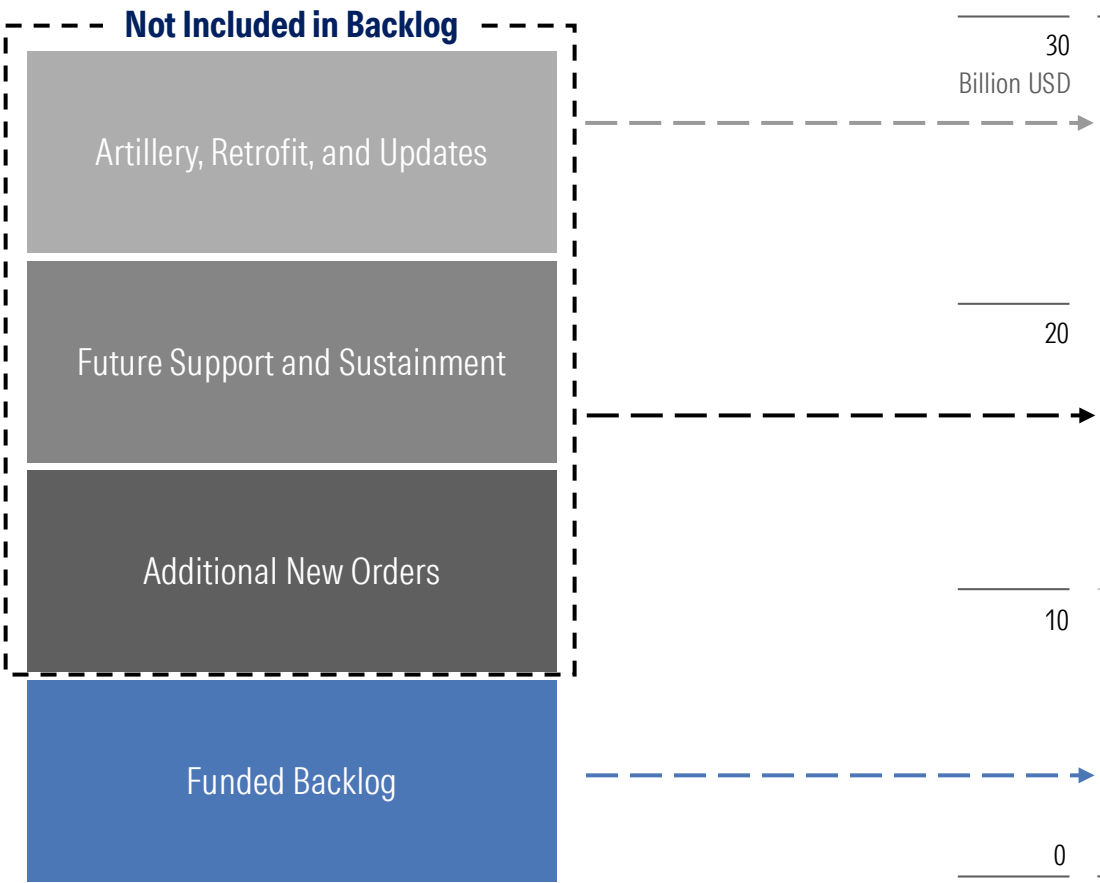 Not Included in Backlog
30
Billion USD
Artillery, Retrofit, and Updates
20
Future Support and Sustainment
Additional New Orders
10
Funded Backlog
0